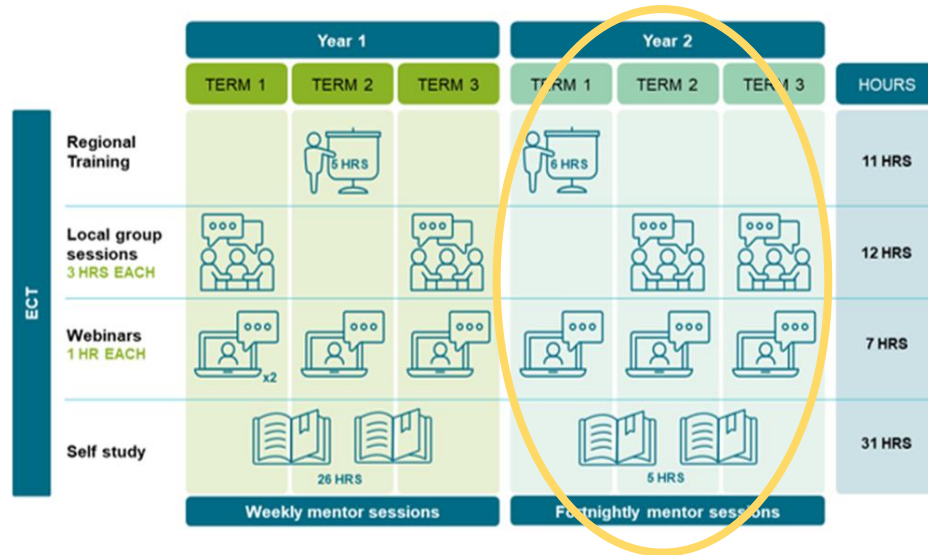 Year 1
Year 2
TERM 1
TERM 2
TERM 3
TERM 1
TERM 2
TERM 3
HOURS
ECT
Regional
Training
5 HRS
6 HRS
11 HRS
Local group
sessions
3 HRS EACH
12 HRS
Webinars
1 HR EACH
x2
7 HRS
Self study
26 HRS
5 HRS
31 HRS
Weekly mentor sessions
Fortnightly mentor sessions